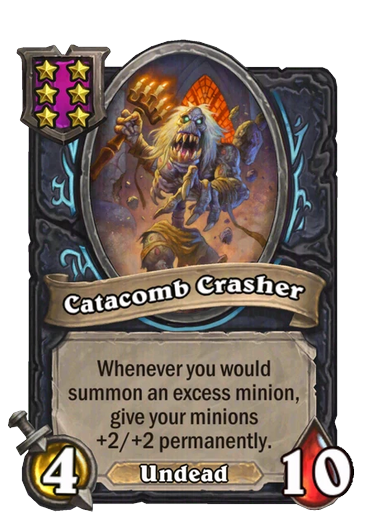 Catacomb Crasher
Whenever you would
summon an excess minion,
give your minions
+2/+2 permanently.
4
Undead
10